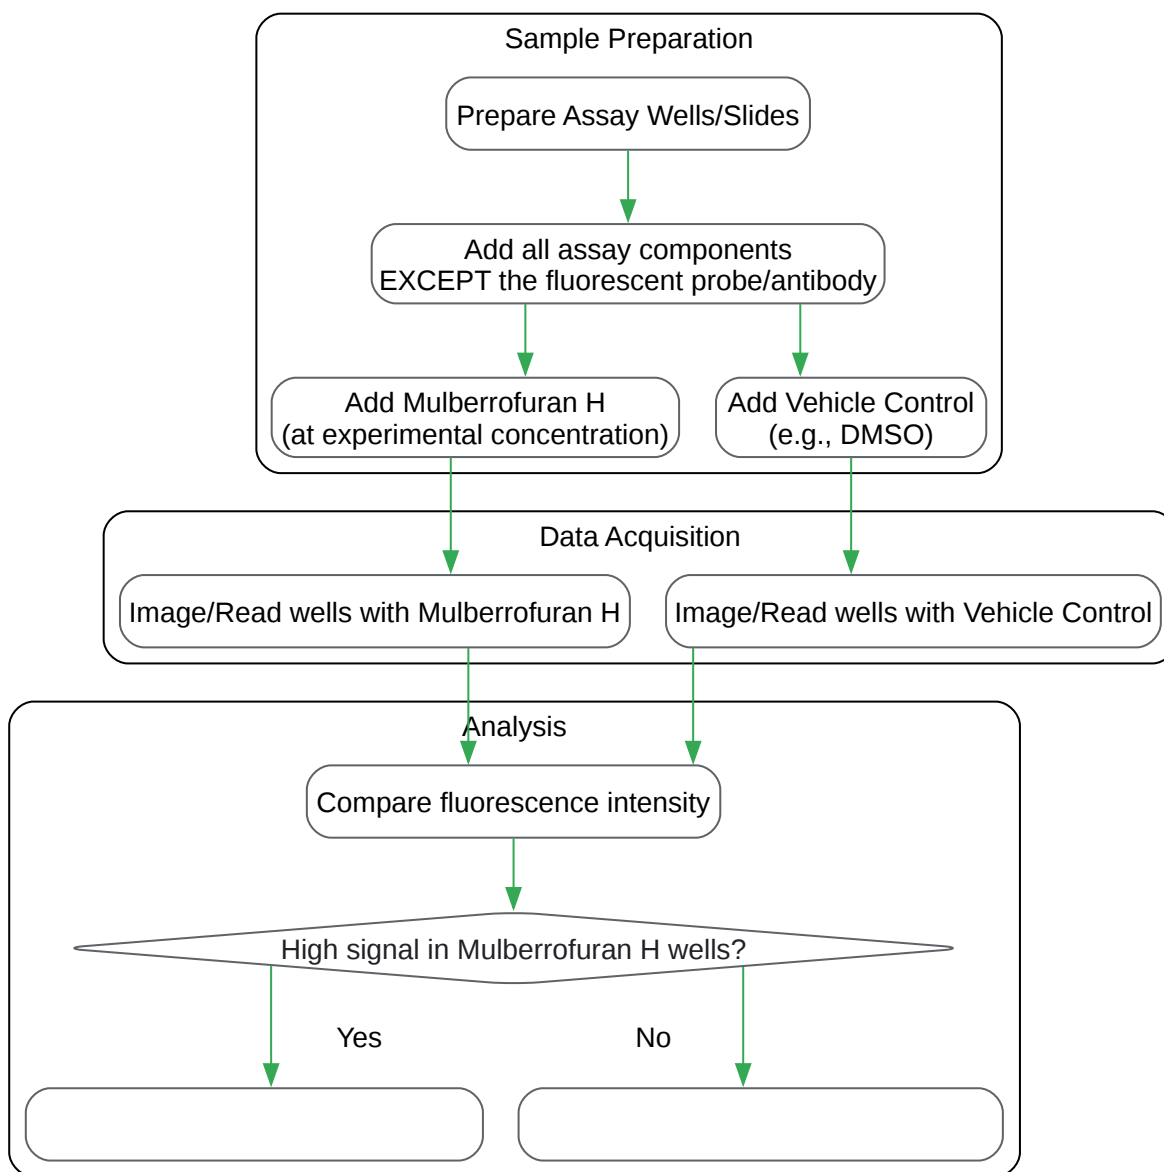 Sample Preparation
Prepare Assay Wells/Slides
Add all assay components
EXCEPT the fluorescent probe/antibody
Add Mulberrofuran H
(at experimental concentration)
Add Vehicle Control
(e.g., DMSO)
Data Acquisition
Image/Read wells with Mulberrofuran H
Image/Read wells with Vehicle Control
Analysis
Compare fluorescence intensity
High signal in Mulberrofuran H wells?
Yes
No